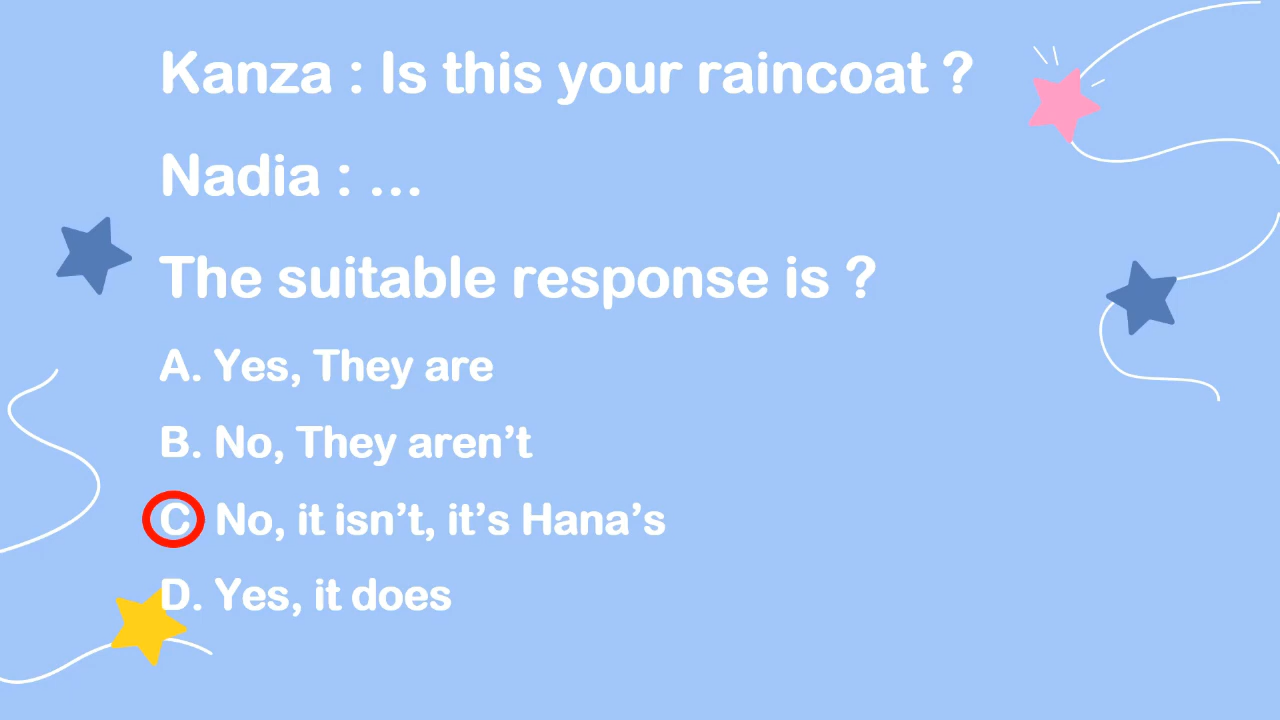 Kanza : Is this your raincoat ?
Nadia : ...
The suitable response is ?
A. Yes, They are
B. No, They aren’t
C. No, it isn’t, it’s Hana’s
D. Yes, it does